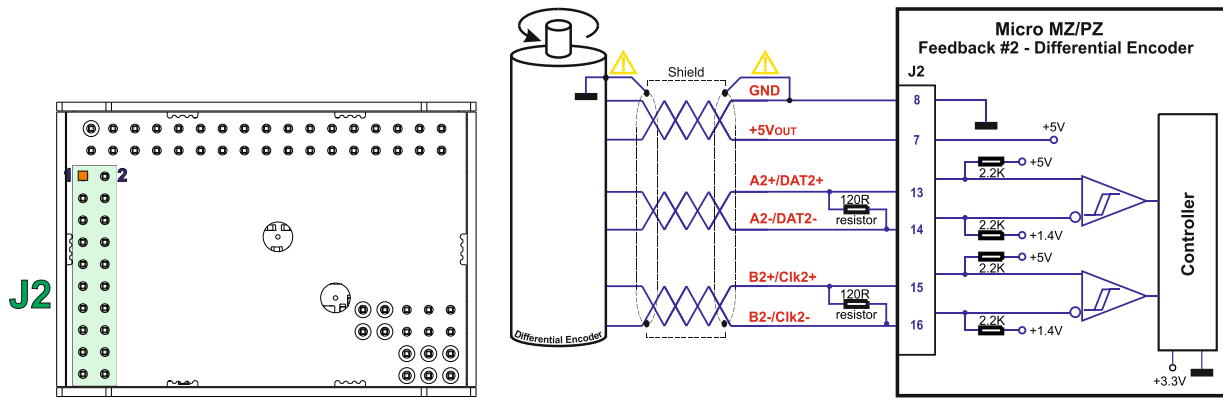 J2
1
2
Differential Encoder
Shield
GND
+5VOUT
A2+/DAT2+
120R
resistor
A2-/DAT2-
B2+/Clk2+
120R
resistor
B2-/Clk2-
Micro MZ/PZ
Feedback #2 - Differential Encoder
J2
8
7
+5V
+5V
2.2K
13
14
2.2K
+1.4V
+5V
2.2K
15
2.2K
16
+1.4V
Controller
+3.3V